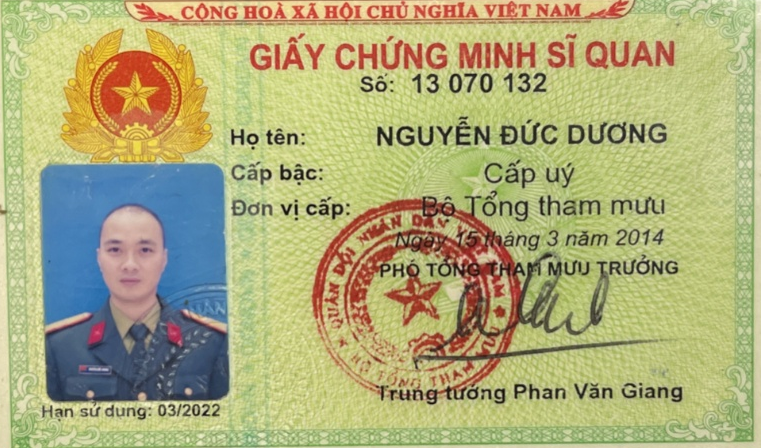 CỘNG HOÀ XÃ HỘI CHỦ NGHĨA VIỆT NAM
GIẤY CHỨNG MINH SĨ QUAN
Số: 13 070 132
Họ tên: NGUYỄN ĐỨC DƯƠNG
Cấp bậc: Cấp uý
Đơn vị cấp: Bộ Tổng tham mưu
Ngày 15 tháng 3 năm 2014
PHÓ TỔNG THAM MƯU TRƯỞNG
QUÂN ĐỘI NHÂN DÂN VIỆT NAM
BỘ TỔNG THAM MƯU
Trung tướng Phan Văn Giang
Hạn sử dụng: 03/2022